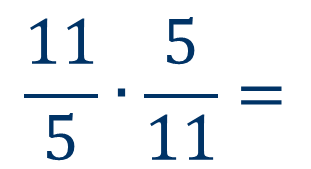 11/5 · 5/11 =